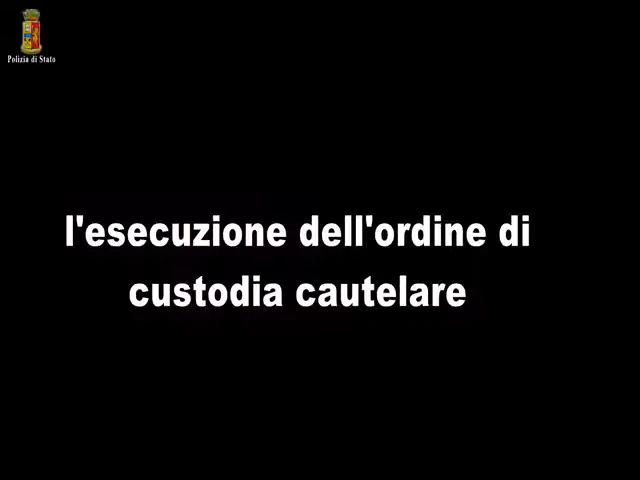 Polizia di Stato
l'esecuzione dell'ordine di
custodia cautelare